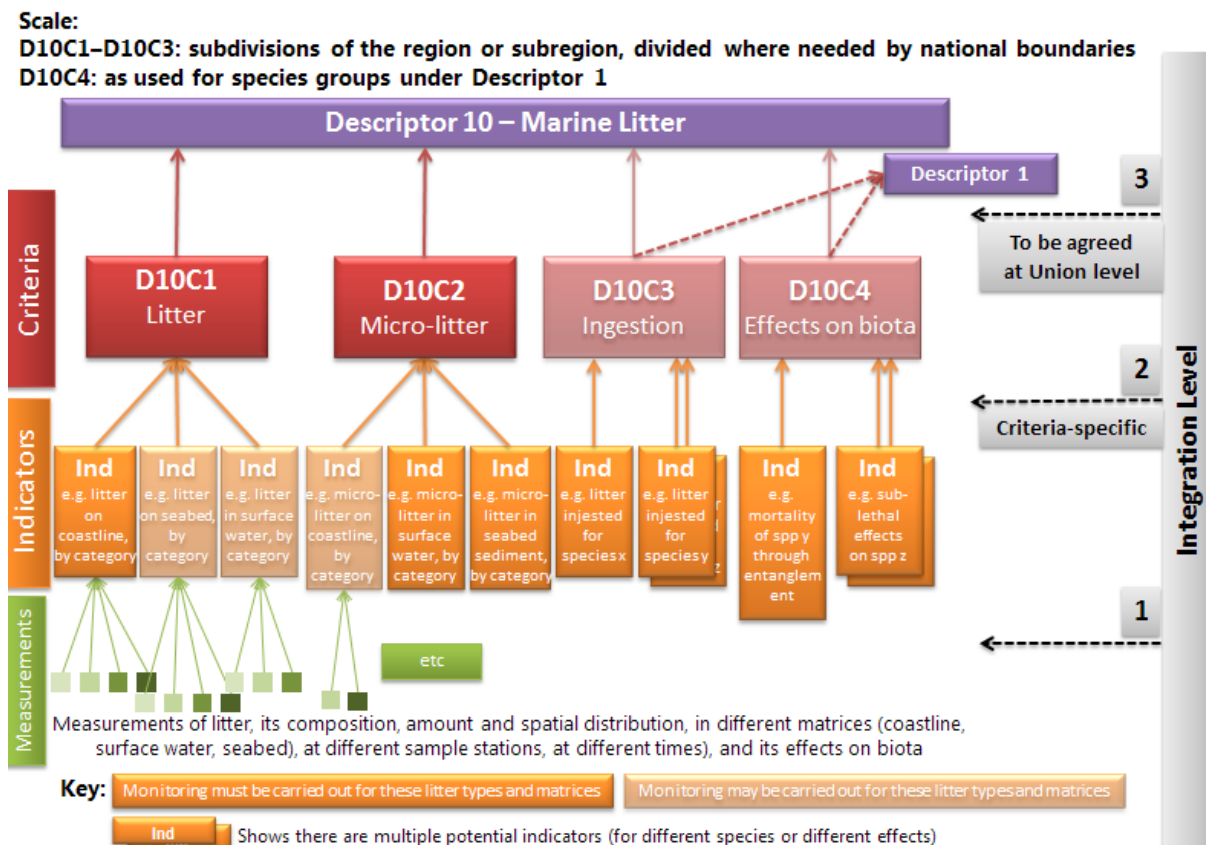 Scale:
D10C1–D10C3: subdivisions of the region or subregion, divided where needed by national boundaries
D10C4: as used for species groups under Descriptor 1
Descriptor 10 – Marine Litter
Descriptor 1
3
To be agreed
at Union level
Criteria
D10C1
Litter
D10C2
Micro-litter
D10C3
Ingestion
D10C4
Effects on biota
2
Criteria-specific
Integration Level
Indicators
Ind
e.g. litter
on
coastline,
by category
Ind
e.g. litter
on seabed,
by
category
Ind
e.g. litter
in surface
water, by
category
Ind
e.g. micro-
litter on
coastline,
by
category
Ind
e.g. micro-
litter in
surface
water, by
category
Ind
e.g. micro-
litter in
seabed
sediment,
by category
Ind
e.g. litter
injested
for
species x
Ind
e.g. litter
injested
for
species y
z
Ind
e.g.
mortality
of spp y
through
entanglem
ent
Ind
e.g. sub-
lethal
effects
on spp z
1
Measurements
etc
Measurements of litter, its composition, amount and spatial distribution, in different matrices (coastline,
surface water, seabed), at different sample stations, at different times), and its effects on biota
Key:
Monitoring must be carried out for these litter types and matrices
Monitoring may be carried out for these litter types and matrices
Ind
Shows there are multiple potential indicators (for different species or different effects)